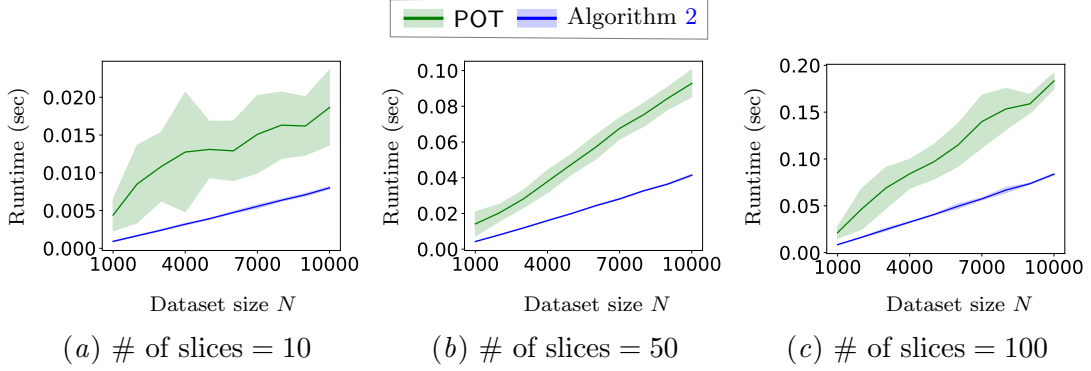 POT Algorithm 2
Runtime (sec)
0.020
0.015
0.010
0.005
0.000
1000 4000 7000 10000
Dataset size N
(a) # of slices = 10
Runtime (sec)
0.10
0.08
0.06
0.04
0.02
0.00
1000 4000 7000 10000
Dataset size N
(b) # of slices = 50
Runtime (sec)
0.20
0.15
0.10
0.05
0.00
1000 4000 7000 10000
Dataset size N
(c) # of slices = 100